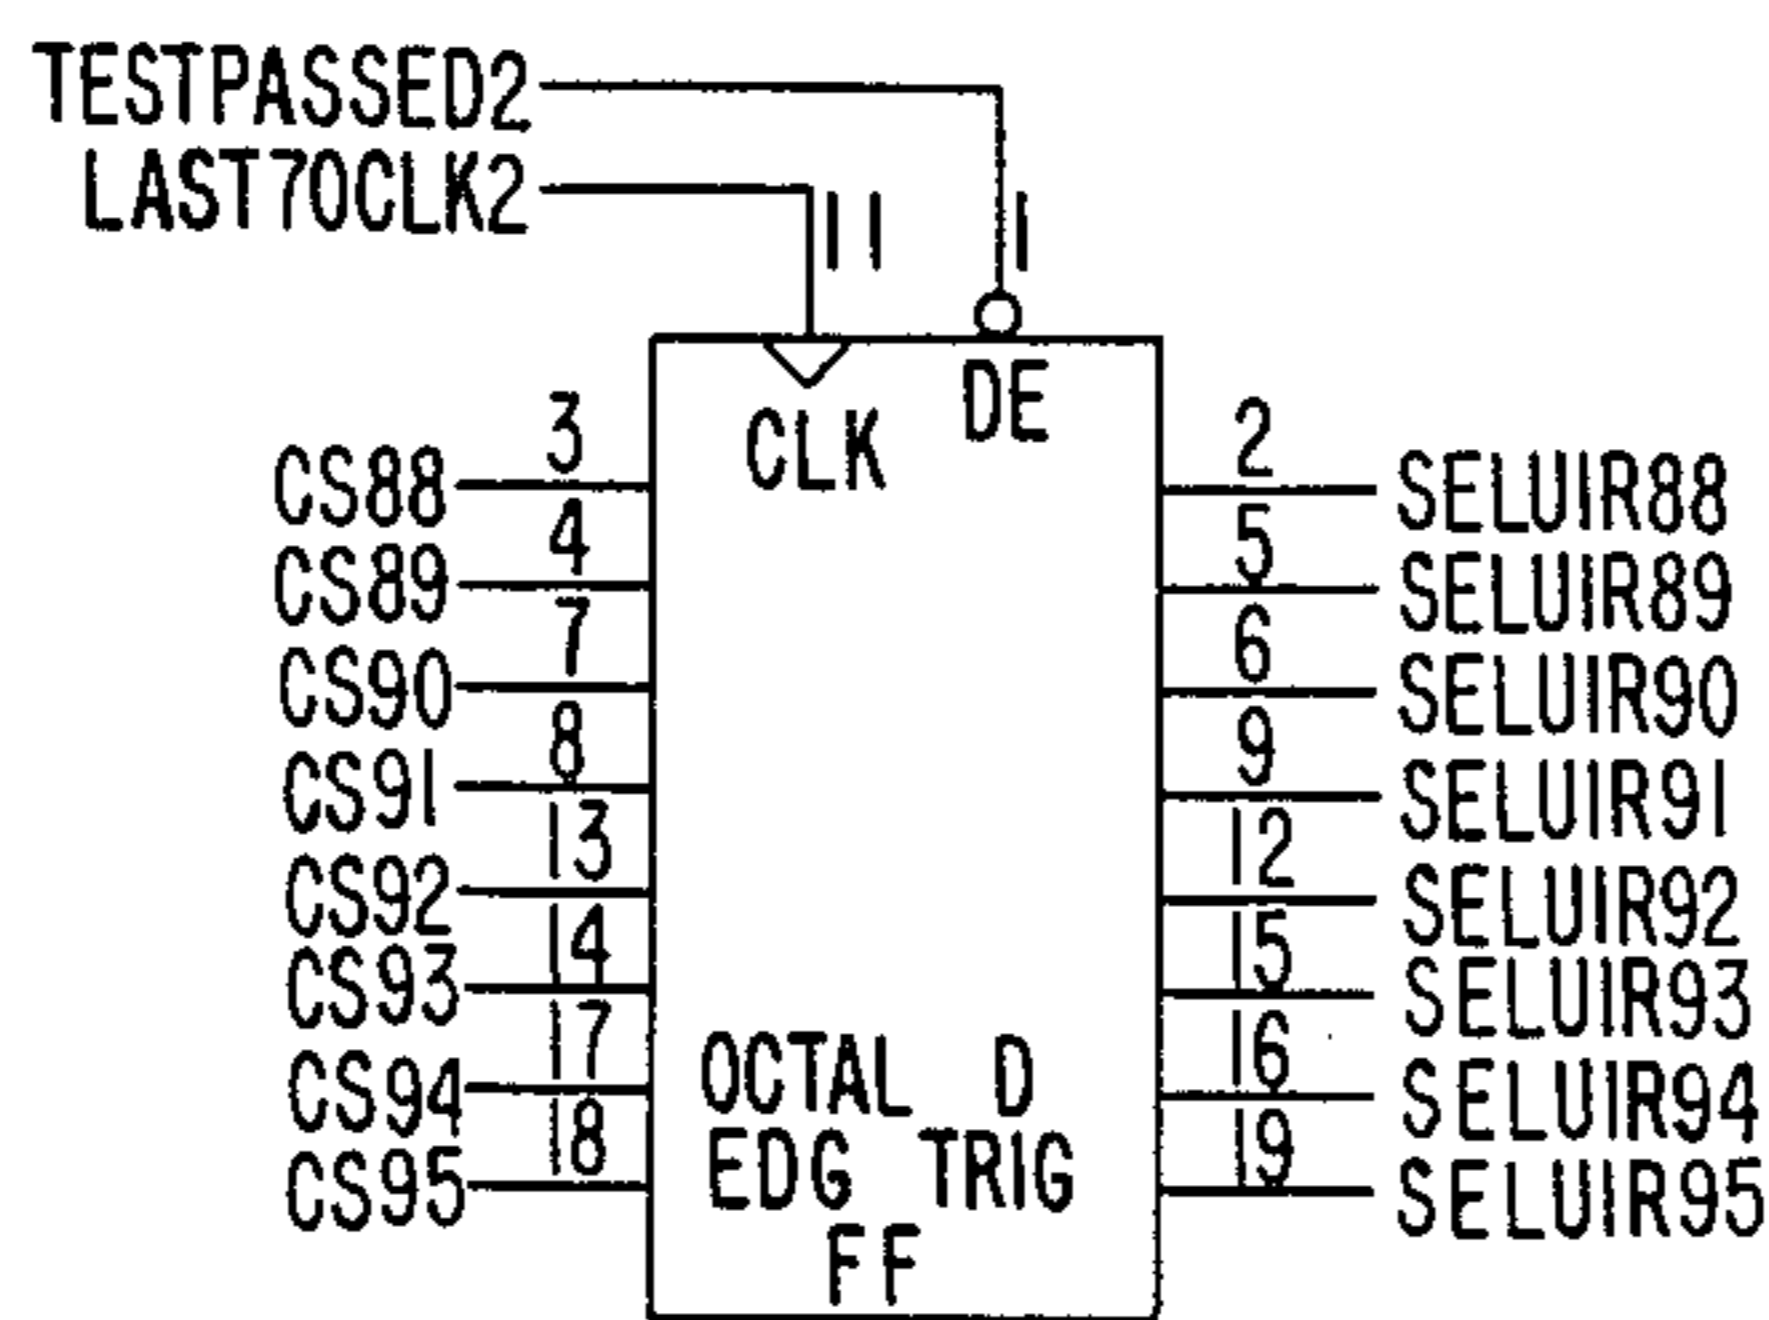 TESTPASSED2
LAST70CLK2
11 1
CLK DE
3 2
CS88 SELUIR88
4 5
CS89 SELUIR89
7 6
CS90 SELUIR90
8 9
CS91 SELUIR91
13 12
CS92 SELUIR92
14 15
CS93 SELUIR93
17 16
CS94 SELUIR94
18 19
CS95 SELUIR95
OCTAL D
EDG TRIG
FF